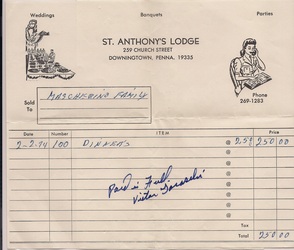 Weddings Banquets Parties
ST. ANTHONY'S LODGE
259 CHURCH STREET
DOWNINGTOWN, PENNA. 19335
Phone
269-1283
Sold To MASCHERINO FAMILY
Date Number ITEM Price
2-2-74 100 DINNERS @ 2.50 250 00
@
@
@
Paid in Full @
Victor @
@
@
Tax
Total 250 00